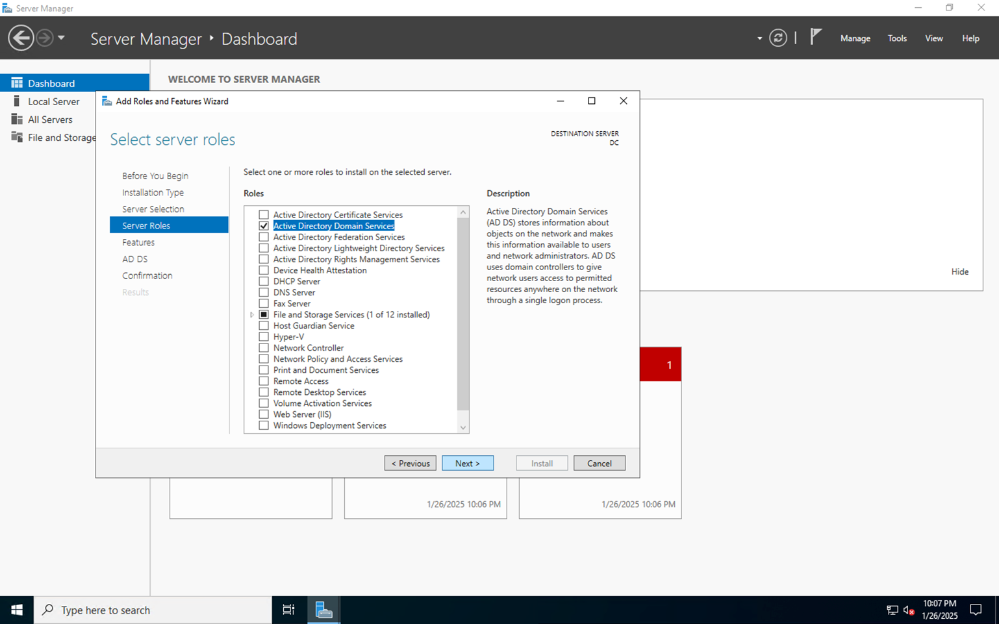 Server Manager
Server Manager ‣ Dashboard
Manage
Tools
View
Help
Dashboard
Local Server
All Servers
File and Storage
WELCOME TO SERVER MANAGER
Add Roles and Features Wizard
Select server roles
DESTINATION SERVER
DC
Before You Begin
Installation Type
Server Selection
Server Roles
Features
AD DS
Confirmation
Results
Select one or more roles to install on the selected server.
Roles
Active Directory Certificate Services
Active Directory Domain Services
Active Directory Federation Services
Active Directory Lightweight Directory Services
Active Directory Rights Management Services
Device Health Attestation
DHCP Server
DNS Server
Fax Server
File and Storage Services (1 of 12 installed)
Host Guardian Service
Hyper-V
Network Controller
Network Policy and Access Services
Print and Document Services
Remote Access
Remote Desktop Services
Volume Activation Services
Web Server (IIS)
Windows Deployment Services
Description
Active Directory Domain Services
(AD DS) stores information about
objects on the network and makes
this information available to users
and network administrators. AD DS
uses domain controllers to give
network users access to permitted
resources anywhere on the network
through a single logon process.
< Previous
Next >
Install
Cancel
Hide
1
1/26/2025 10:06 PM
1/26/2025 10:06 PM
Type here to search
10:07 PM
1/26/2025